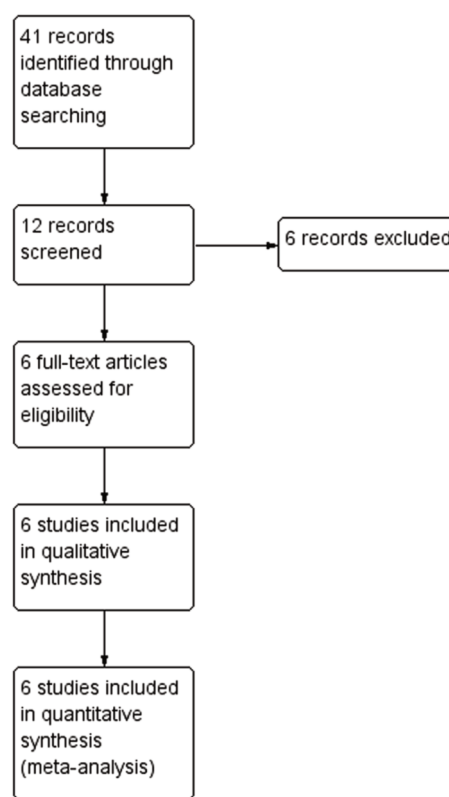 41 records
identified through
database
searching
12 records
screened
6 records excluded
6 full-text articles
assessed for
eligibility
6 studies included
in qualitative
synthesis
6 studies included
in quantitative
synthesis
(meta-analysis)